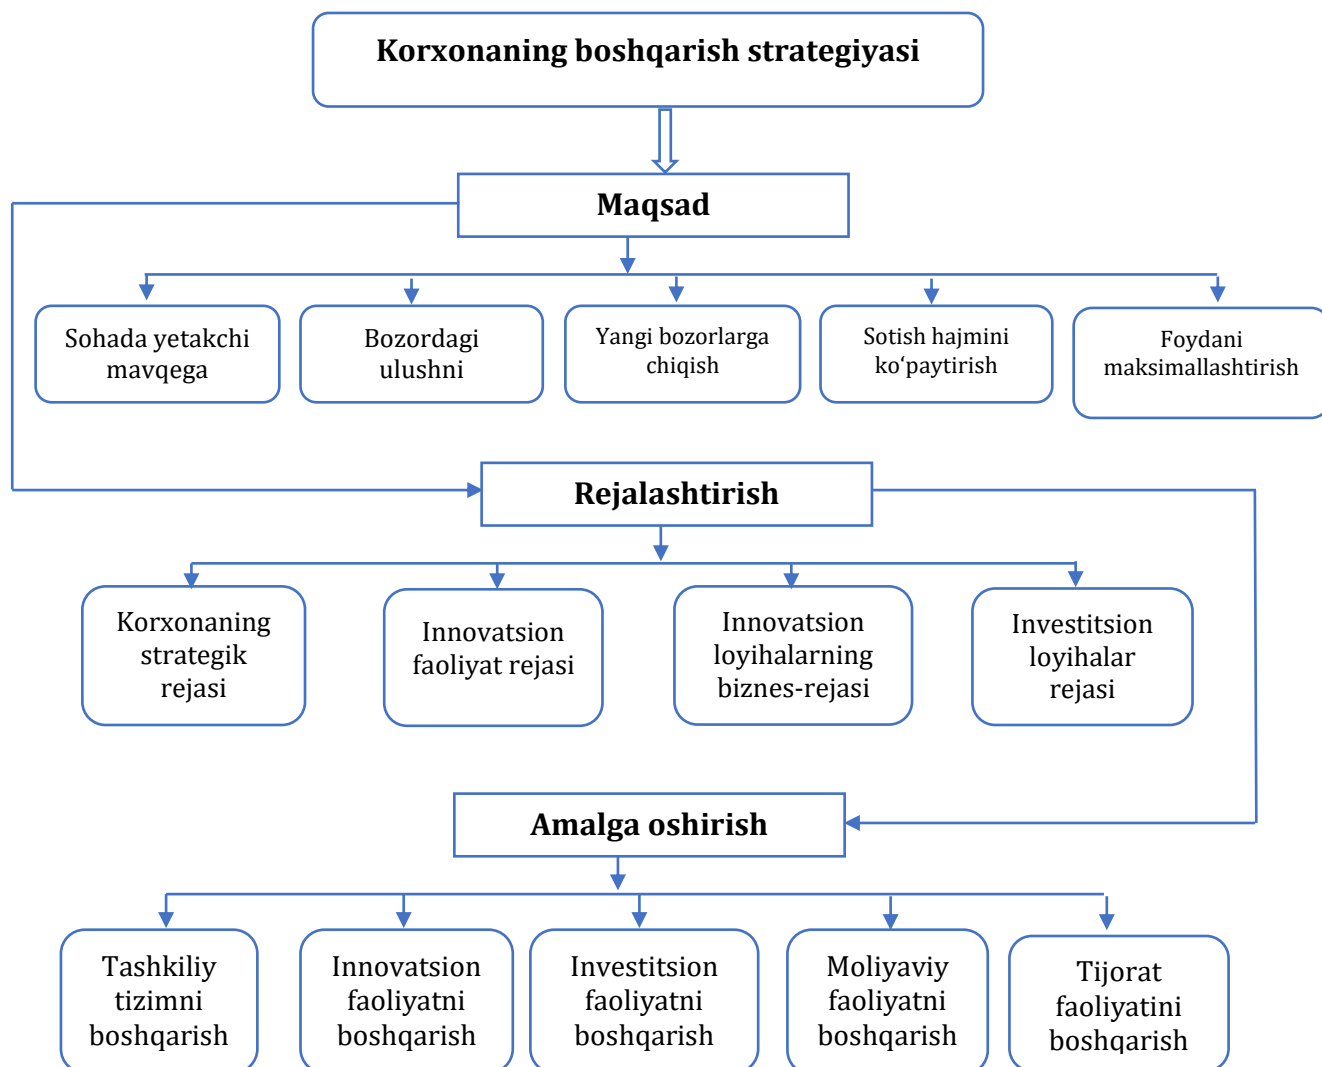 Korxonaning boshqarish strategiyasi
Maqsad
Sohada yetakchi
mavqega
Bozordagi
ulushni
Yangi bozorlarga
chiqish
Sotish hajmini
ko‘paytirish
Foydani
maksimallashtirish
Rejalashtirish
Korxonaning
strategik
rejasi
Innovatsion
faoliyat rejasi
Innovatsion
loyihalarning
biznes-rejasi
Investitsion
loyihalar
rejasi
Amalga oshirish
Tashkiliy
tizimni
boshqarish
Innovatsion
faoliyatni
boshqarish
Investitsion
faoliyatni
boshqarish
Moliyaviy
faoliyatni
boshqarish
Tijorat
faoliyatini
boshqarish